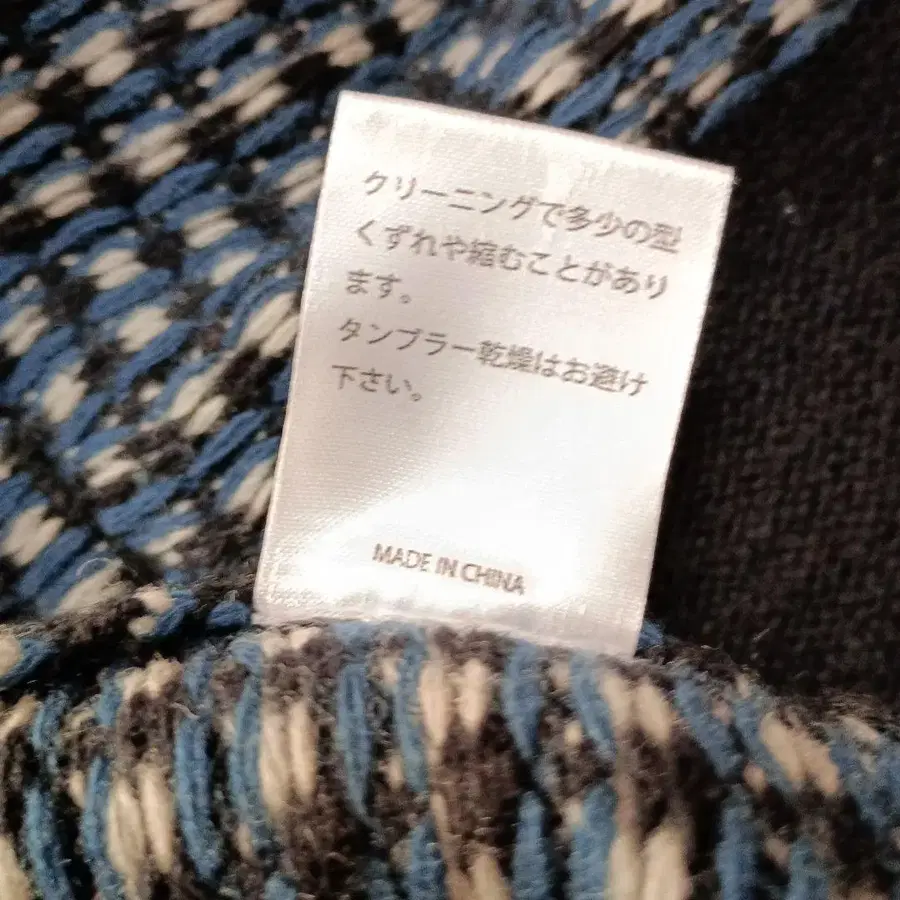 クリーニングで多少の型
くずれや縮むことがあり
ます。
タンブラー乾燥はお避け
下さい。
MADE IN CHINA